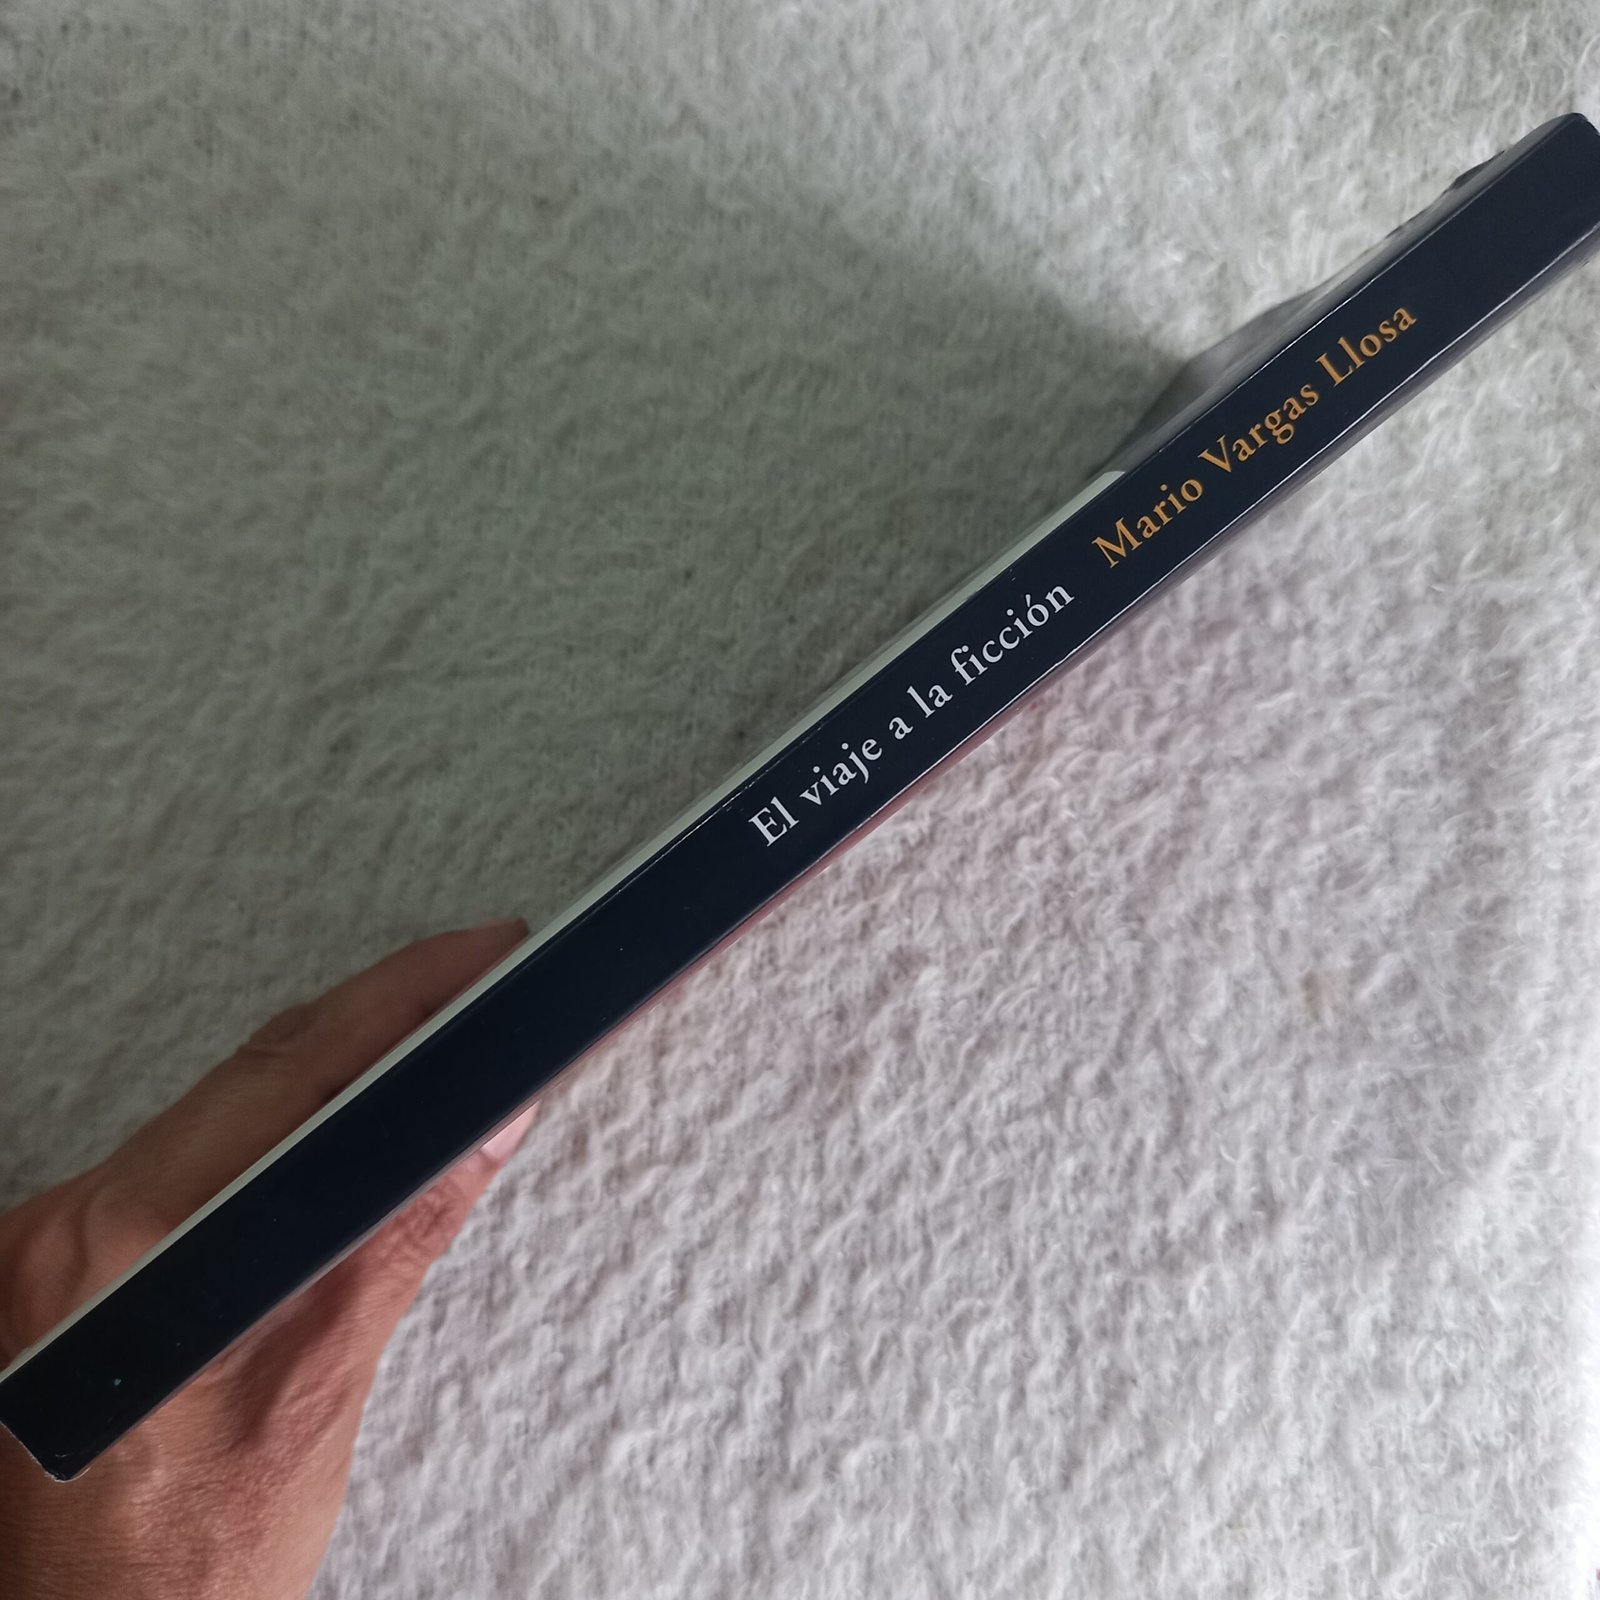 El viaje a la ficción Mario Vargas Llosa